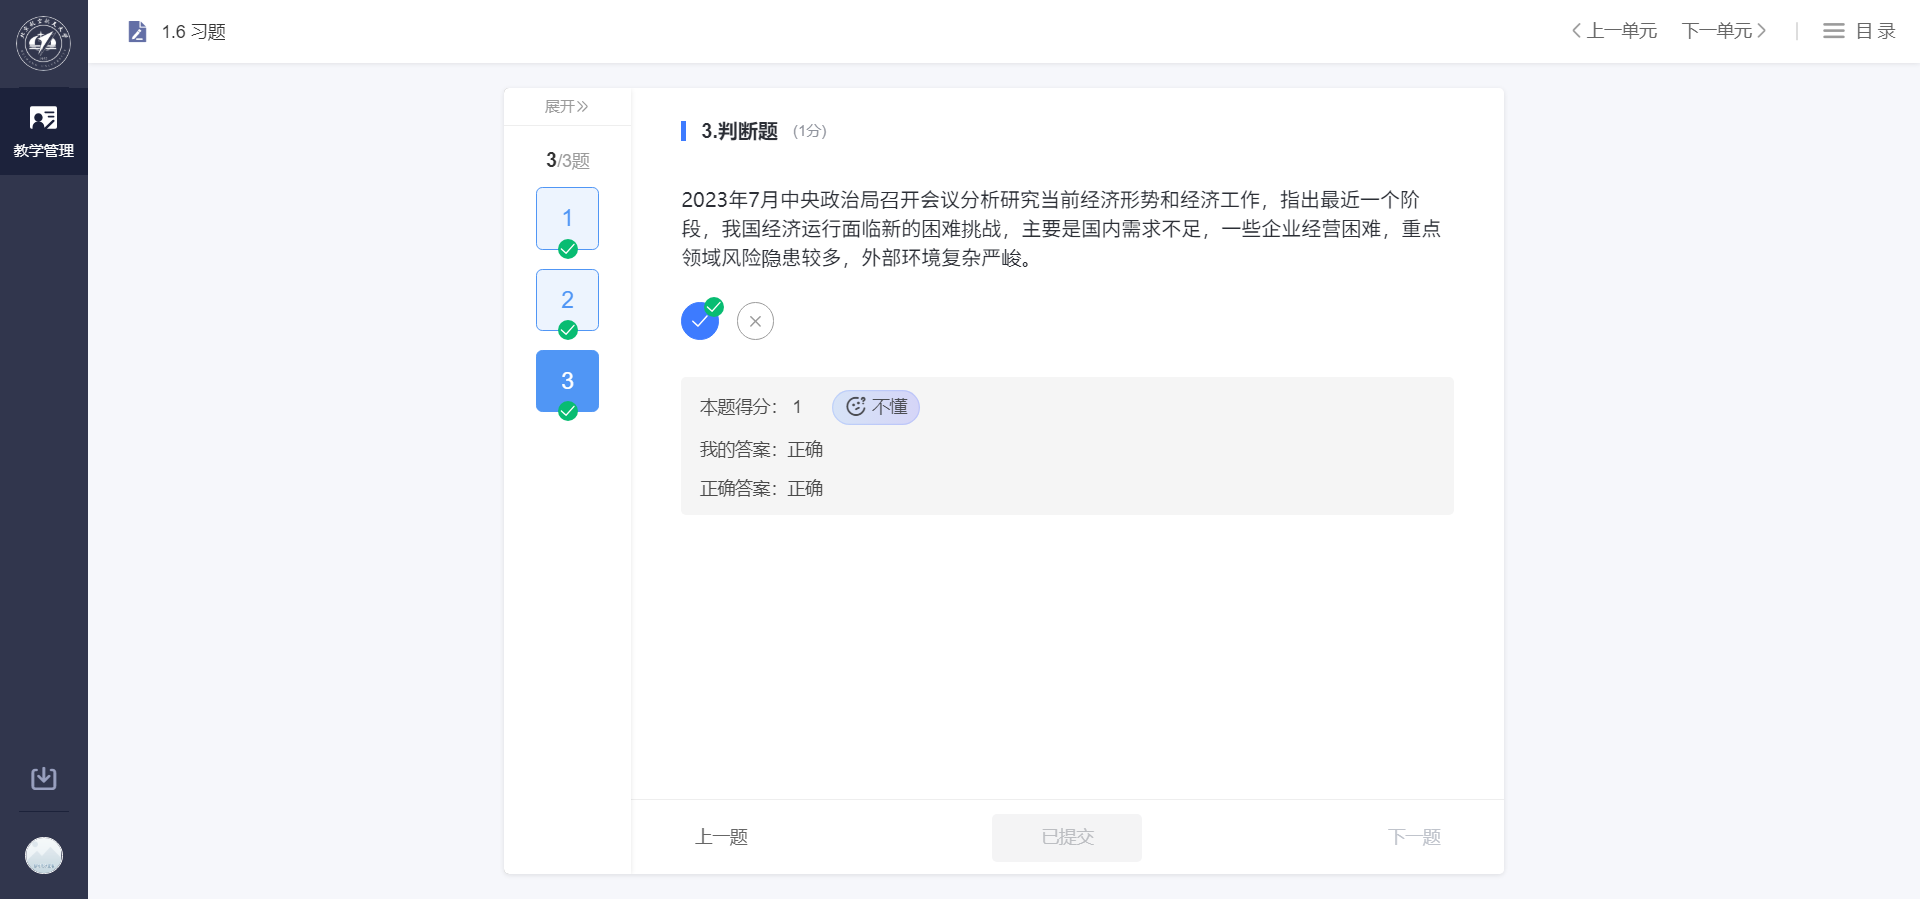 1.6 习题
上一单元
下一单元
目录
教学管理
展开
3/3题
1
2
3
3.判断题 (1分)
2023年7月中央政治局召开会议分析研究当前经济形势和经济工作，指出最近一个阶
段，我国经济运行面临新的困难挑战，主要是国内需求不足，一些企业经营困难，重点
领域风险隐患较多，外部环境复杂严峻。
本题得分： 1 不懂
我的答案：正确
正确答案：正确
上一题
已提交
下一题